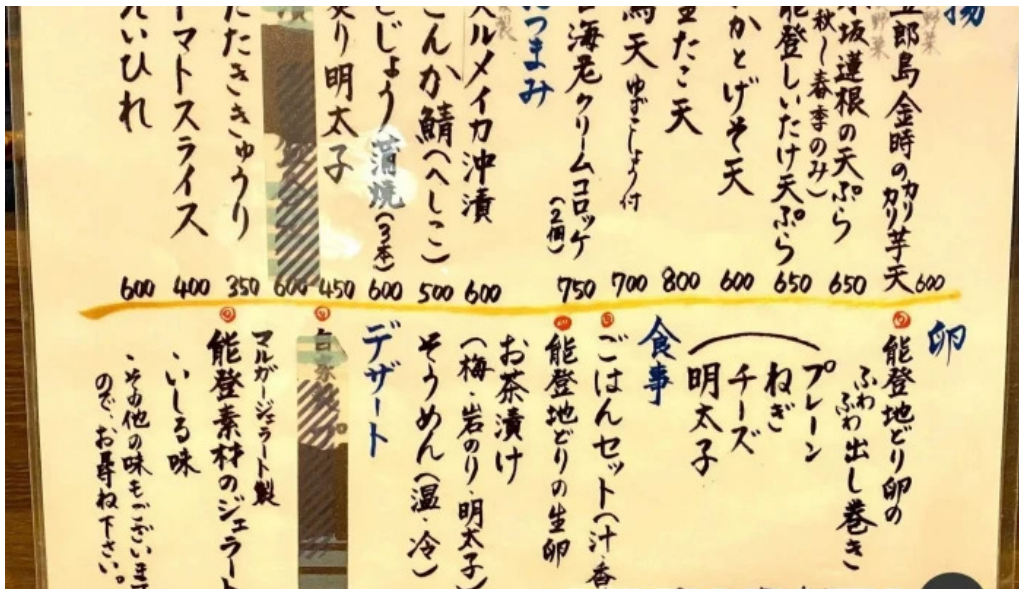 揚
野菜
五郎島金時のカリカリ芋天 600
坂蓮根の天ぷら 650
秋~春季のみ)
能登しいたけ天ぷら 650
かとげそ天 600
たこ天 800
天 ゆずこしょう付 700
海老クリームコロッケ (2個) 750
つまみ
スルメイカ沖漬 600
こんか鯖(へしこ) 500
どじょう蒲焼(3本) 600
り明太子 450
600
たたききゅうり 350
トマトスライス 400
いひれ 600
卵
能登地どり卵の
ふわふわ出し巻き
プレーン
ねぎ
チーズ
明太子
食事
ごはんセット(汁・香
能登地どりの生卵
お茶漬け
(梅・岩のり・明太子)
そうめん(温・冷)
デザート
マルガージェラート製
能登素材のジェラート
・いしる味
・その他の味もございます
ので、お尋ね下さい。